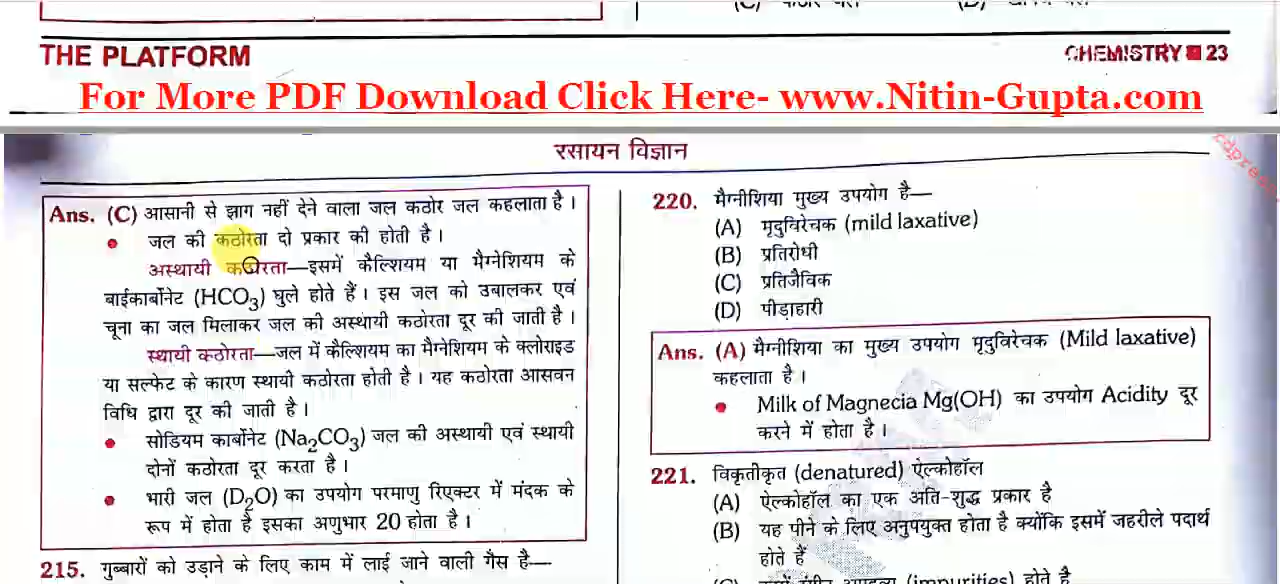 THE PLATFORM
CHEMISTRY 23
For More PDF Download Click Here- www.Nitin-Gupta.com
रसायन विज्ञान
Ans. (C) आसानी से झाग नहीं देने वाला जल कठोर जल कहलाता है।
• जल की कठोरता दो प्रकार की होती है।
अस्थायी कठोरता—इसमें कैल्शियम या मैग्नेशियम के
बाईकार्बोनेट (HCO₃) घुले होते हैं। इस जल को उबालकर एवं
चूना का जल मिलाकर जल की अस्थायी कठोरता दूर की जाती है।
स्थायी कठोरता—जल में कैल्शियम का मैग्नेशियम के क्लोराइड
या सल्फेट के कारण स्थायी कठोरता होती है। यह कठोरता आसवन
विधि द्वारा दूर की जाती है।
• सोडियम कार्बोनेट (Na₂CO₃) जल की अस्थायी एवं स्थायी
दोनों कठोरता दूर करता है।
• भारी जल (D₂O) का उपयोग परमाणु रिएक्टर में मंदक के
रूप में होता है इसका अणुभार 20 होता है।
215. गुब्बारों को उड़ाने के लिए काम में लाई जाने वाली गैस है—
220. मैग्नीशिया मुख्य उपयोग है—
(A) मृदुविरेचक (mild laxative)
(B) प्रतिरोधी
(C) प्रतिजैविक
(D) पीड़ाहारी
Ans. (A) मैग्नीशिया का मुख्य उपयोग मृदुविरेचक (Mild laxative)
कहलाता है।
• Milk of Magnecia Mg(OH) का उपयोग Acidity दूर
करने में होता है।
221. विकृतीकृत (denatured) ऐल्कोहॉल
(A) ऐल्कोहॉल का एक अति-शुद्ध प्रकार है
(B) यह पीने के लिए अनुपयुक्त होता है क्योंकि इसमें जहरीले पदार्थ
होते हैं
(impurities) होते है